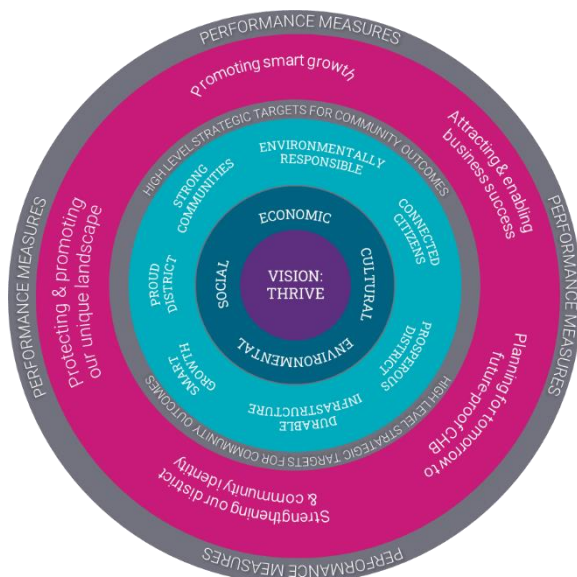 PERFORMANCE MEASURES
Promoting smart growth
Attracting & enabling
business success
PERFORMANCE MEASURES
Planning for tomorrow to
future-proof CHB
PERFORMANCE MEASURES
Strengthening our district
& community identity
Protecting & promoting
our unique landscape
PERFORMANCE MEASURES
HIGH LEVEL STRATEGIC TARGETS FOR COMMUNITY OUTCOMES
HIGH LEVEL STRATEGIC TARGETS FOR COMMUNITY OUTCOMES
ENVIRONMENTALLY
RESPONSIBLE
CONNECTED
CITIZENS
PROSPEROUS
DISTRICT
DURABLE
INFRASTRUCTURE
SMART
GROWTH
PROUD
DISTRICT
STRONG
COMMUNITIES
ECONOMIC
CULTURAL
ENVIRONMENTAL
SOCIAL
VISION:
THRIVE